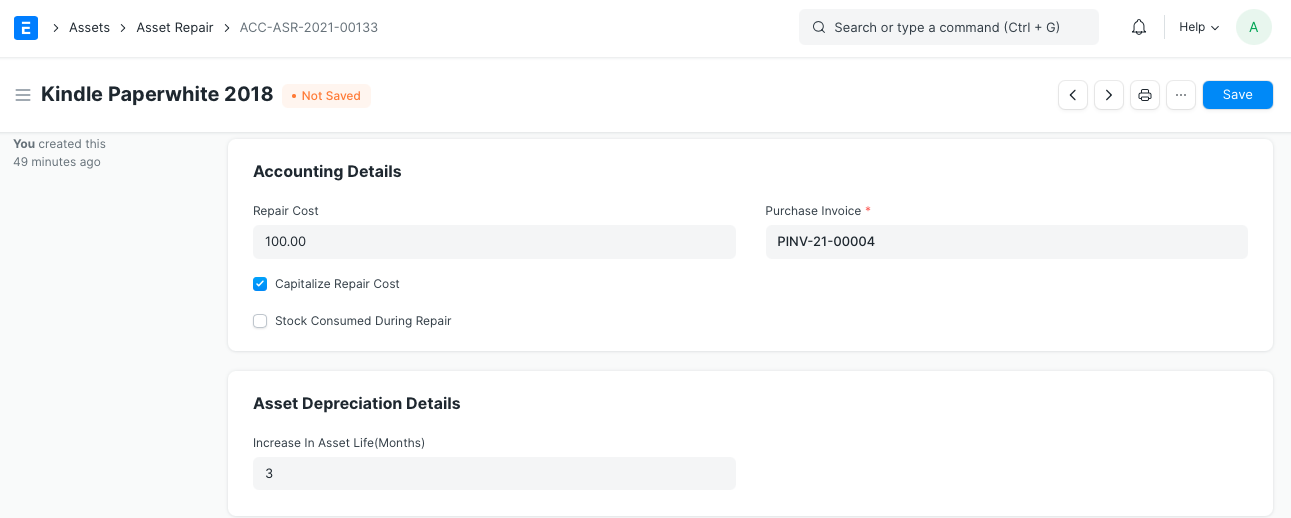 E Assets Asset Repair ACC-ASR-2021-00133 Search or type a command (Ctrl + G) Help A
Kindle Paperwhite 2018 • Not Saved ··· Save
You created this
49 minutes ago
Accounting Details
Repair Cost Purchase Invoice *
100.00 PINV-21-00004
Capitalize Repair Cost
Stock Consumed During Repair
Asset Depreciation Details
Increase In Asset Life(Months)
3